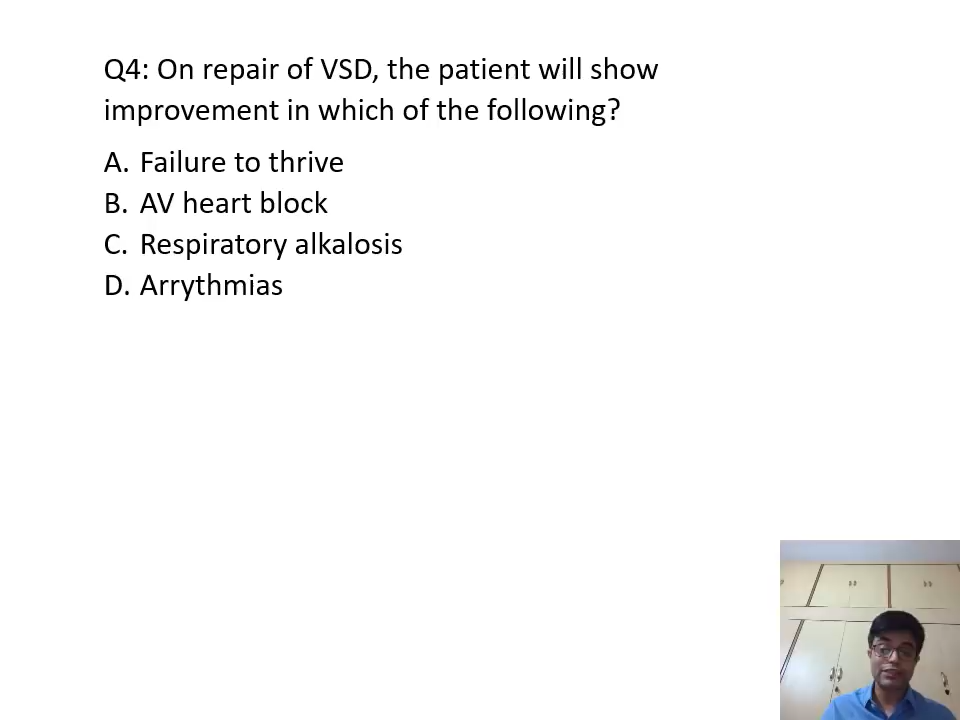 Q4: On repair of VSD, the patient will show
improvement in which of the following?
A. Failure to thrive
B. AV heart block
C. Respiratory alkalosis
D. Arrythmias